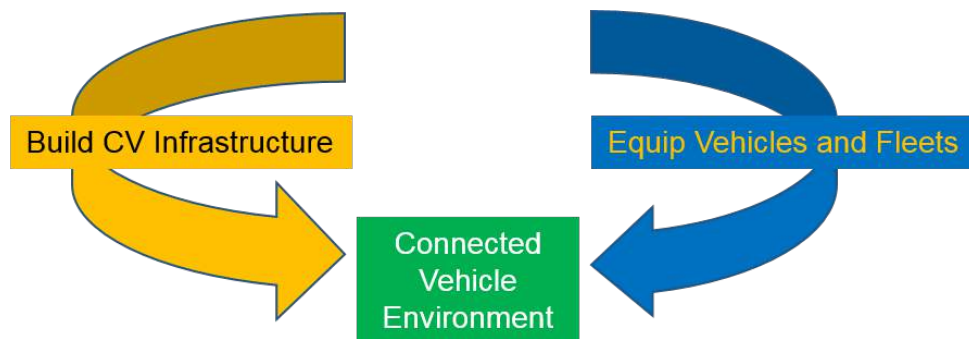 Build CV Infrastructure
Equip Vehicles and Fleets
Connected
Vehicle
Environment